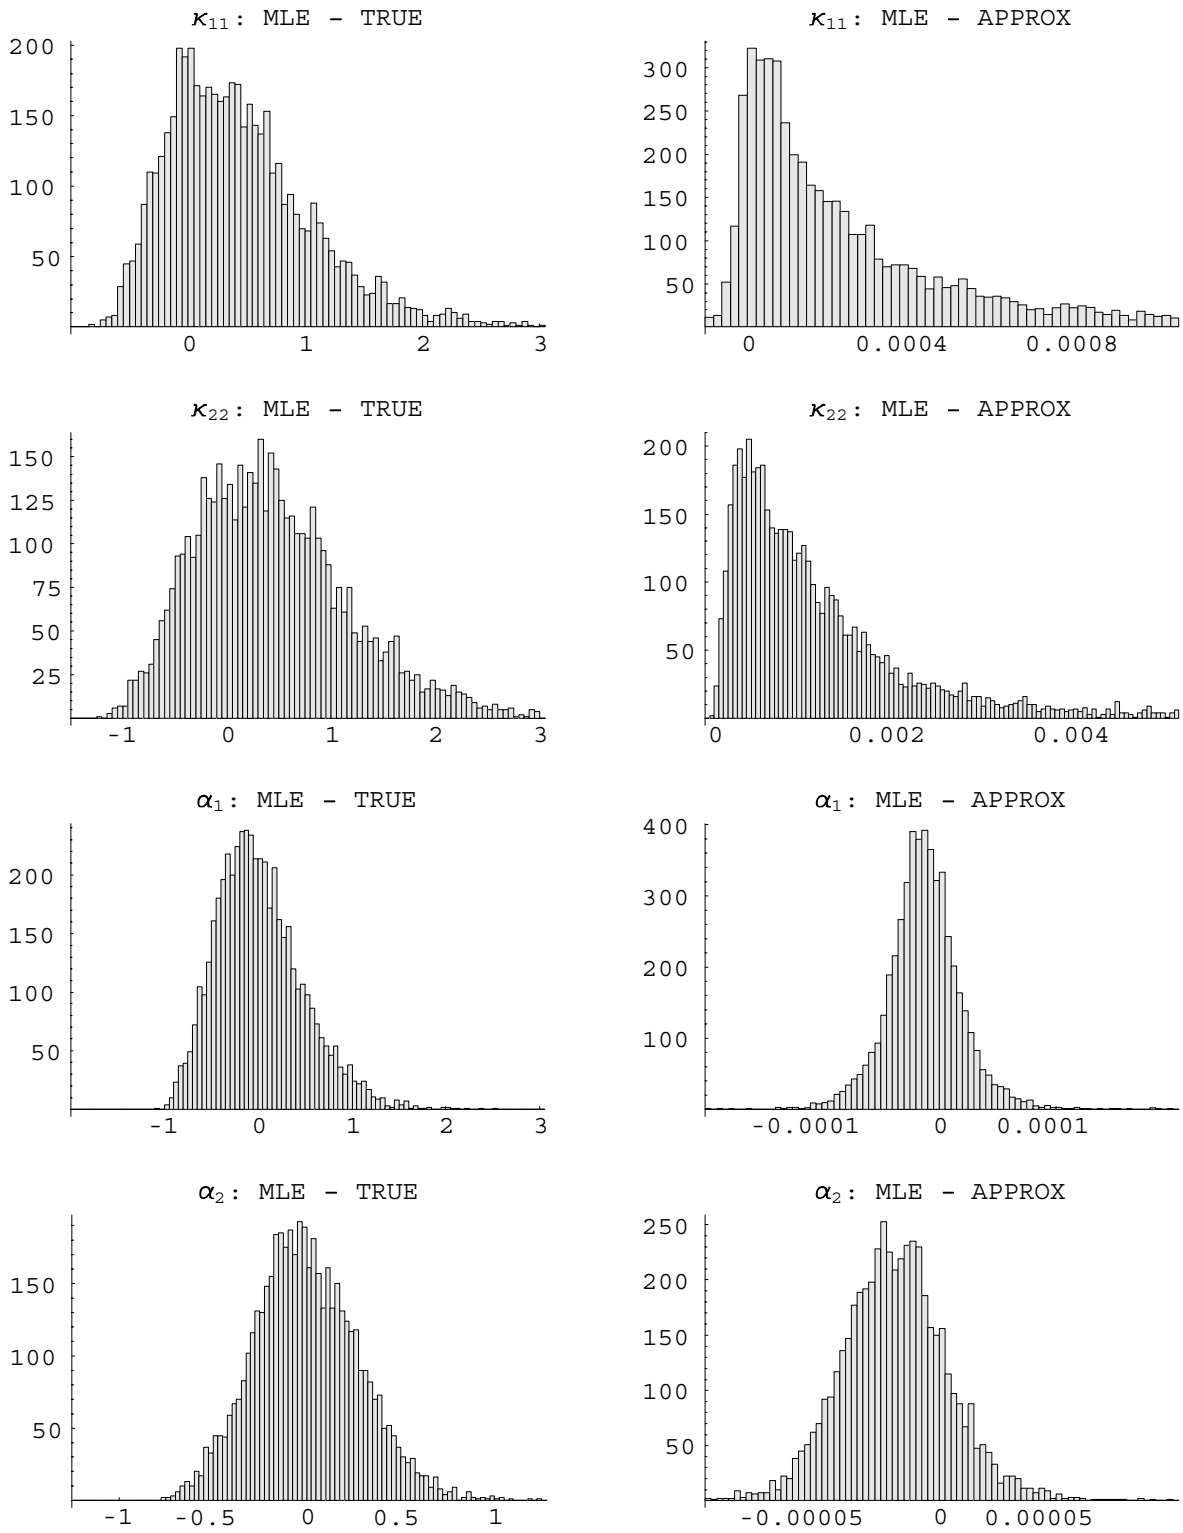 κ11: MLE - TRUE
200
150
100
50
0 1 2 3
κ11: MLE - APPROX
300
250
200
150
100
50
0 0.0004 0.0008
κ22: MLE - TRUE
150
125
100
75
50
25
-1 0 1 2 3
κ22: MLE - APPROX
200
150
100
50
0 0.002 0.004
α1: MLE - TRUE
200
150
100
50
-1 0 1 2 3
α1: MLE - APPROX
400
300
200
100
-0.0001 0 0.0001
α2: MLE - TRUE
150
100
50
-1 -0.5 0 0.5 1
α2: MLE - APPROX
250
200
150
100
50
-0.00005 0 0.00005